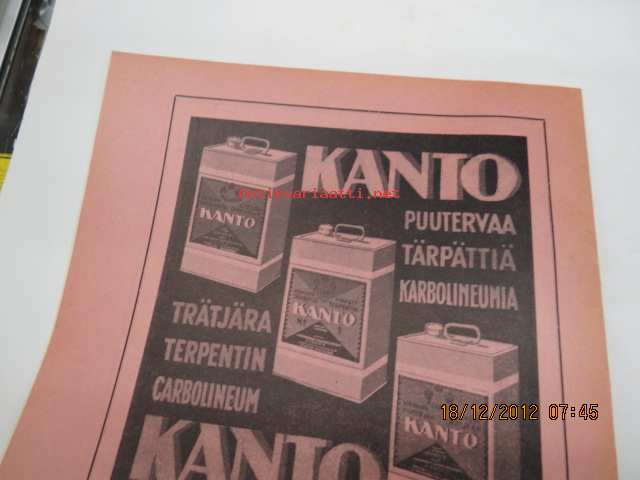 KANTO
PUUTERVAA
TÄRPÄTTIÄ
KARBOLINEUMIA
KANTO
KANTO
KANTO
TRÄTJÄRA
TERPENTIN
CARBOLINEUM
KANTO
18/12/2012 07:45